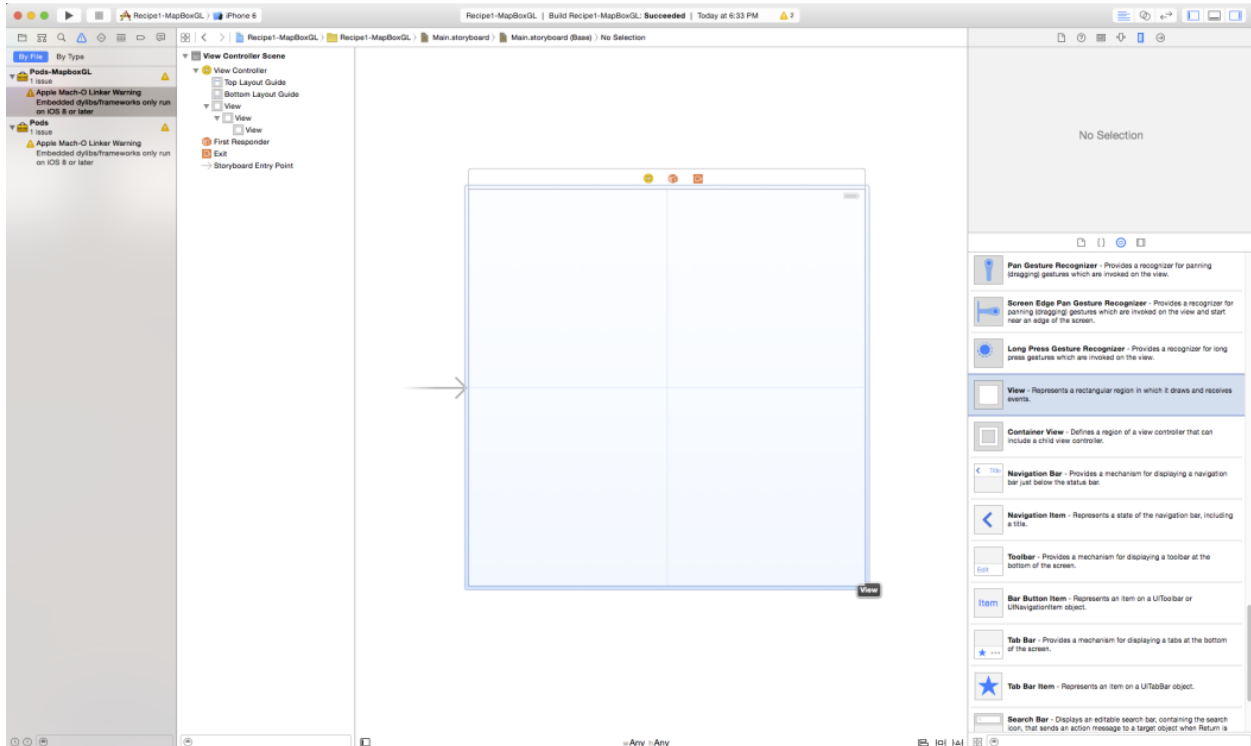 Recipe1-MapBoxGL 〉 iPhone 6
Recipe1-MapBoxGL | Build Recipe1-MapBoxGL: Succeeded | Today at 6:33 PM
2
Recipe1-MapBoxGL 〉 Recipe1-MapBoxGL 〉 Main.storyboard 〉 Main.storyboard (Base) 〉 No Selection
By File By Type
Pods-MapboxGL
1 issue
Apple Mach-O Linker Warning
Embedded dylibs/frameworks only run
on iOS 8 or later
Pods
1 issue
Apple Mach-O Linker Warning
Embedded dylibs/frameworks only run
on iOS 8 or later
View Controller Scene
View Controller
Top Layout Guide
Bottom Layout Guide
View
View
View
First Responder
Exit
Storyboard Entry Point
View
wAny hAny
No Selection
Pan Gesture Recognizer - Provides a recognizer for panning
(dragging) gestures which are invoked on the view.
Screen Edge Pan Gesture Recognizer - Provides a recognizer for
panning (dragging) gestures which are invoked on the view and start
near an edge of the screen.
Long Press Gesture Recognizer - Provides a recognizer for long
press gestures which are invoked on the view.
View - Represents a rectangular region in which it draws and receives
events.
Container View - Defines a region of a view controller that can
include a child view controller.
Title
Navigation Bar - Provides a mechanism for displaying a navigation
bar just below the status bar.
Navigation Item - Represents a state of the navigation bar, including
a title.
Edit
Toolbar - Provides a mechanism for displaying a toolbar at the
bottom of the screen.
Item
Bar Button Item - Represents an item on a UIToolbar or
UINavigationItem object.
Tab Bar - Provides a mechanism for displaying a tabs at the bottom
of the screen.
Tab Bar Item - Represents an item on a UITabBar object.
Search Bar - Displays an editable search bar, containing the search
icon, that sends an action message to a target object when Return is